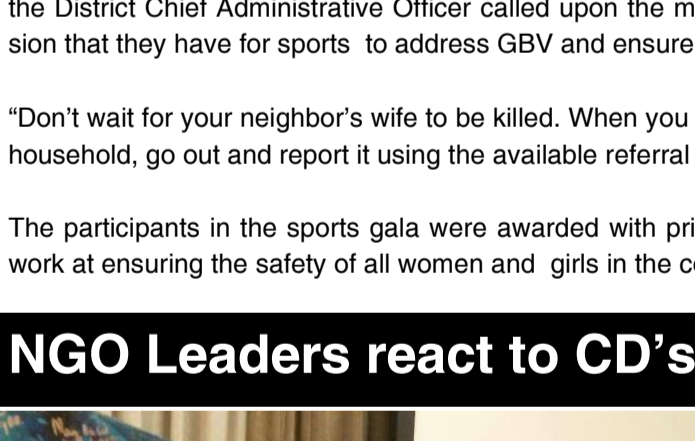 the District Chief Administrative Officer called upon the m
sion that they have for sports  to address GBV and ensure
“Don’t wait for your neighbor’s wife to be killed. When you
household, go out and report it using the available referral
The participants in the sports gala were awarded with pri
work at ensuring the safety of all women and  girls in the c
NGO Leaders react to CD’s